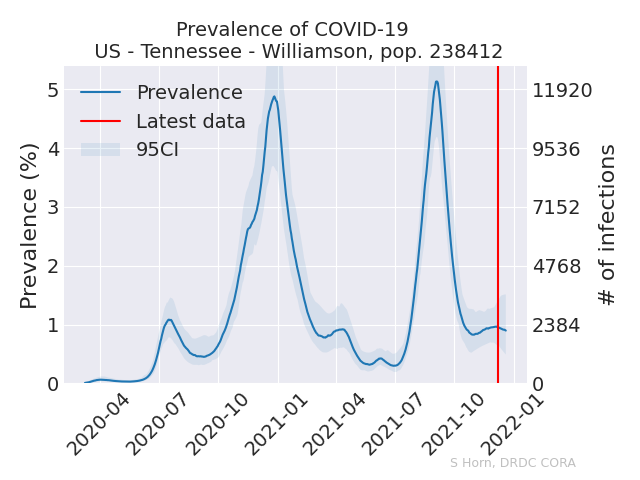 Prevalence of COVID-19
US - Tennessee - Williamson, pop. 238412
Prevalence
Latest data
95CI
Prevalence (%)
5
4
3
2
1
0
11920
9536
7152
4768
2384
0
# of infections
2020-04
2020-07
2020-10
2021-01
2021-04
2021-07
2021-10
2022-01
S Horn, DRDC CORA